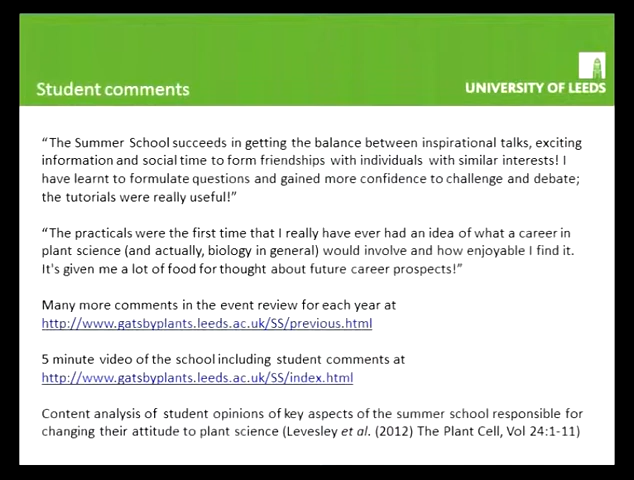 Student comments
UNIVERSITY OF LEEDS
“The Summer School succeeds in getting the balance between inspirational talks, exciting
information and social time to form friendships with individuals with similar interests! I
have learnt to formulate questions and gained more confidence to challenge and debate;
the tutorials were really useful!”
“The practicals were the first time that I really have ever had an idea of what a career in
plant science (and actually, biology in general) would involve and how enjoyable I find it.
It's given me a lot of food for thought about future career prospects!”
Many more comments in the event review for each year at
http://www.gatsbyplants.leeds.ac.uk/SS/previous.html
5 minute video of the school including student comments at
http://www.gatsbyplants.leeds.ac.uk/SS/index.html
Content analysis of student opinions of key aspects of the summer school responsible for
changing their attitude to plant science (Levesley et al. (2012) The Plant Cell, Vol 24:1-11)